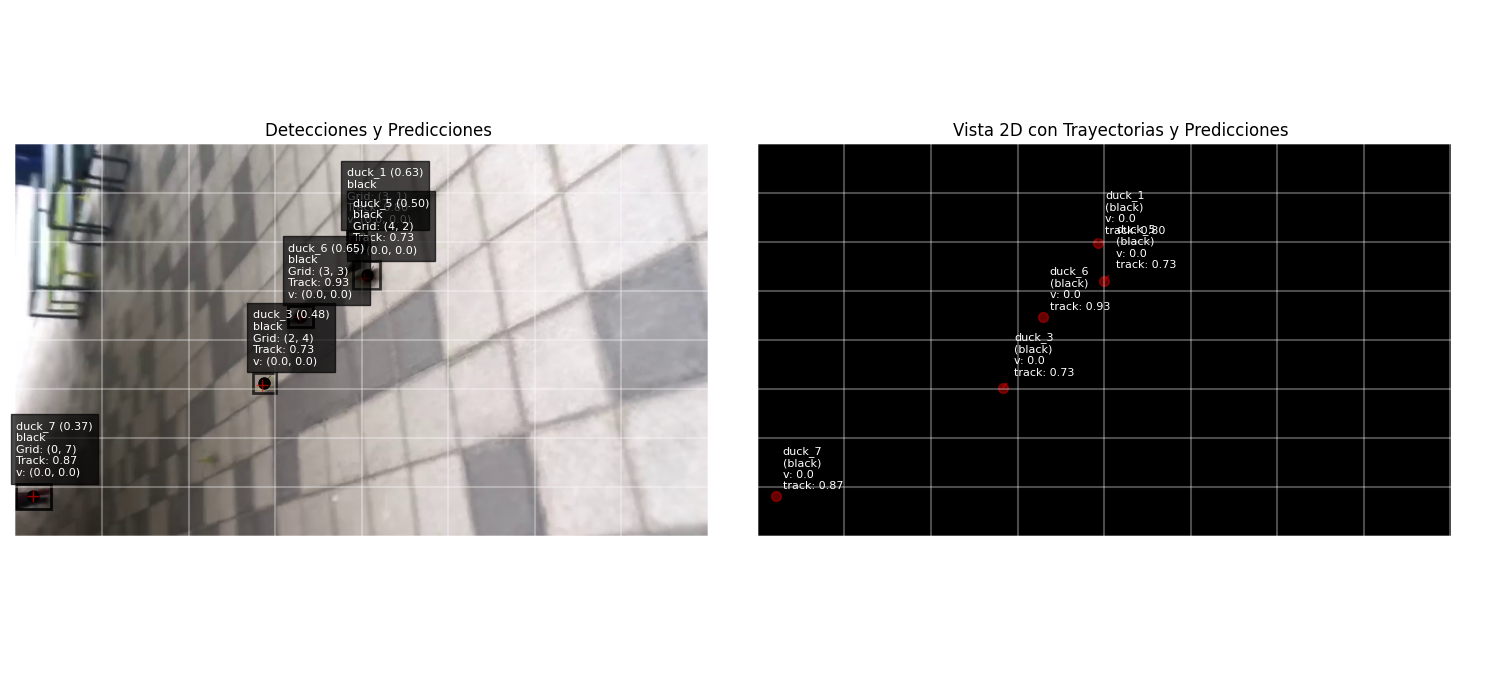 Detecciones y Predicciones
duck_1 (0.63)
black
Grid: (3, 1)
duck_5 (0.50)
black
Grid: (4, 2)
Track: 0.73
(0.0, 0.0)
duck_6 (0.65)
black
Grid: (3, 3)
Track: 0.93
v: (0.0, 0.0)
duck_3 (0.48)
black
Grid: (2, 4)
Track: 0.73
v: (0.0, 0.0)
duck_7 (0.37)
black
Grid: (0, 7)
Track: 0.87
v: (0.0, 0.0)
Vista 2D con Trayectorias y Predicciones
duck_1
(black)
v: 0.0
track: 0.80
duck_5
(black)
v: 0.0
track: 0.73
duck_6
(black)
v: 0.0
track: 0.93
duck_3
(black)
v: 0.0
track: 0.73
duck_7
(black)
v: 0.0
track: 0.87